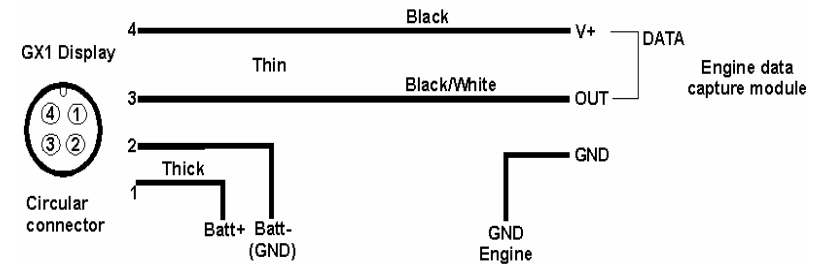 Black
4
V+
GX1 Display
DATA
Thin
Engine data
capture module
Black/White
3
OUT
4 1
3 2
2
GND
Thick
1
Circular
connector
Batt+ Batt-
(GND)
GND
Engine